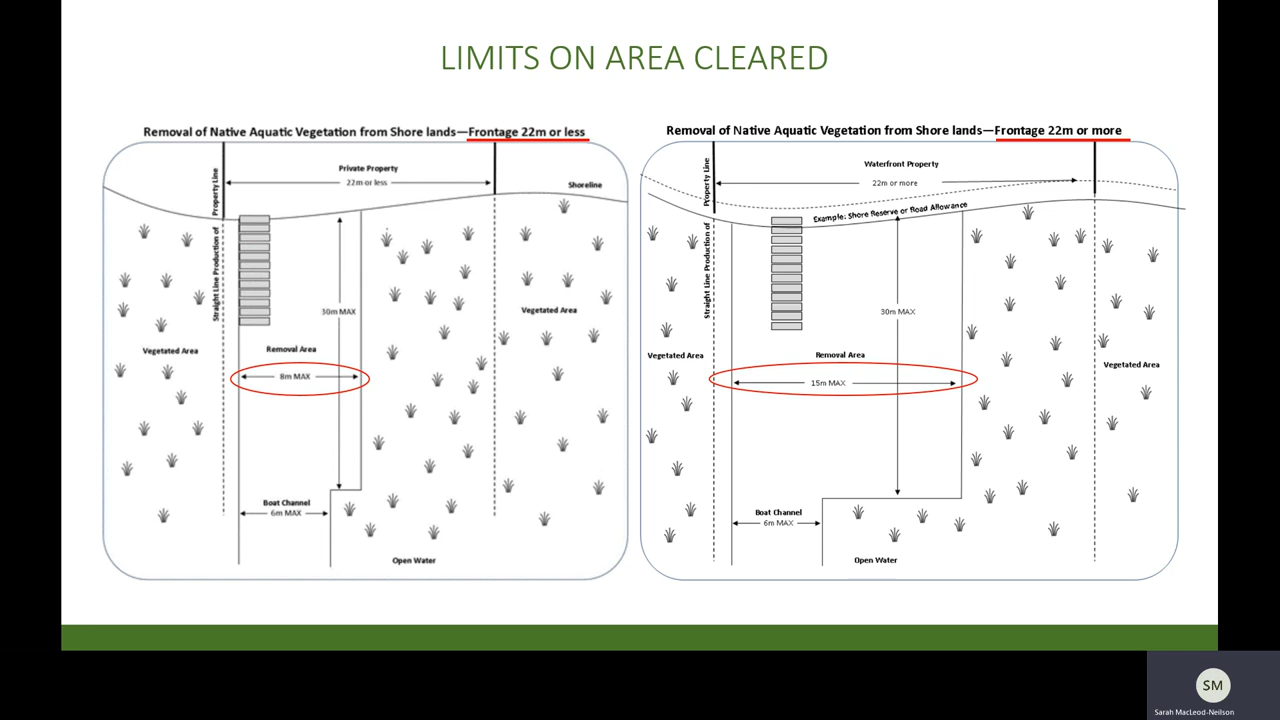 LIMITS ON AREA CLEARED
Removal of Native Aquatic Vegetation from Shore lands—Frontage 22m or less
Property Line
Private Property
22m or less
Shoreline
Straight Line Production of
30m MAX
Vegetated Area
Vegetated Area
Removal Area
8m MAX
Boat Channel
6m MAX
Open Water
Removal of Native Aquatic Vegetation from Shore lands—Frontage 22m or more
Property Line
Waterfront Property
22m or more
Example: Shore Reserve or Road Allowance
Straight Line Production of
30m MAX
Vegetated Area
Removal Area
Vegetated Area
15m MAX
Boat Channel
6m MAX
Open Water
SM
Sarah MacLeod-Neilson